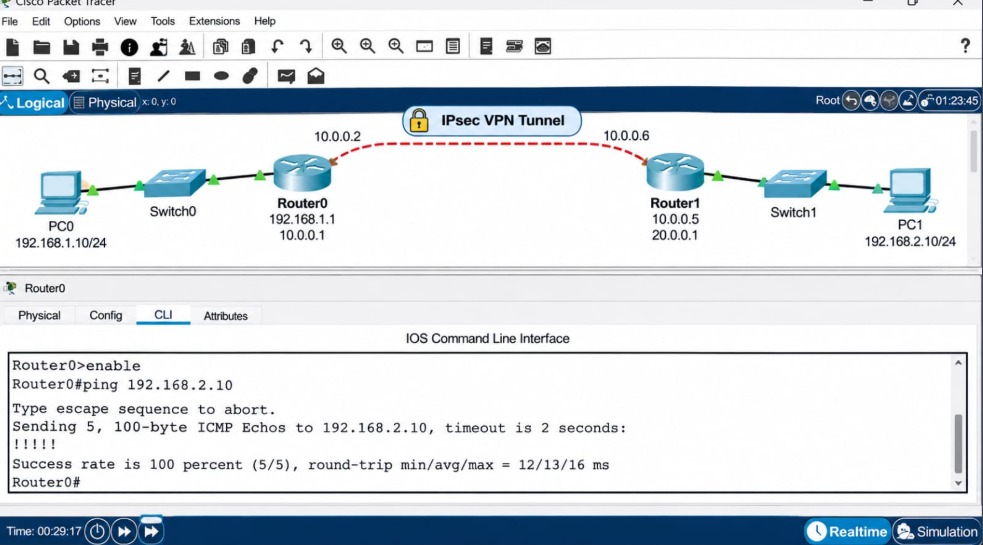 Cisco Packet Tracer
File Edit Options View Tools Extensions Help
?
Logical Physical x: 0, y: 0 Root 01:23:45
IPsec VPN Tunnel
10.0.0.2 10.0.0.6
PC0
192.168.1.10/24
Switch0
Router0
192.168.1.1
10.0.0.1
Router1
10.0.0.5
20.0.0.1
Switch1
PC1
192.168.2.10/24
Router0
Physical Config CLI Attributes
IOS Command Line Interface
Router0>enable
Router0#ping 192.168.2.10
Type escape sequence to abort.
Sending 5, 100-byte ICMP Echos to 192.168.2.10, timeout is 2 seconds:
!!!!!
Success rate is 100 percent (5/5), round-trip min/avg/max = 12/13/16 ms
Router0#
Time: 00:29:17 Realtime Simulation